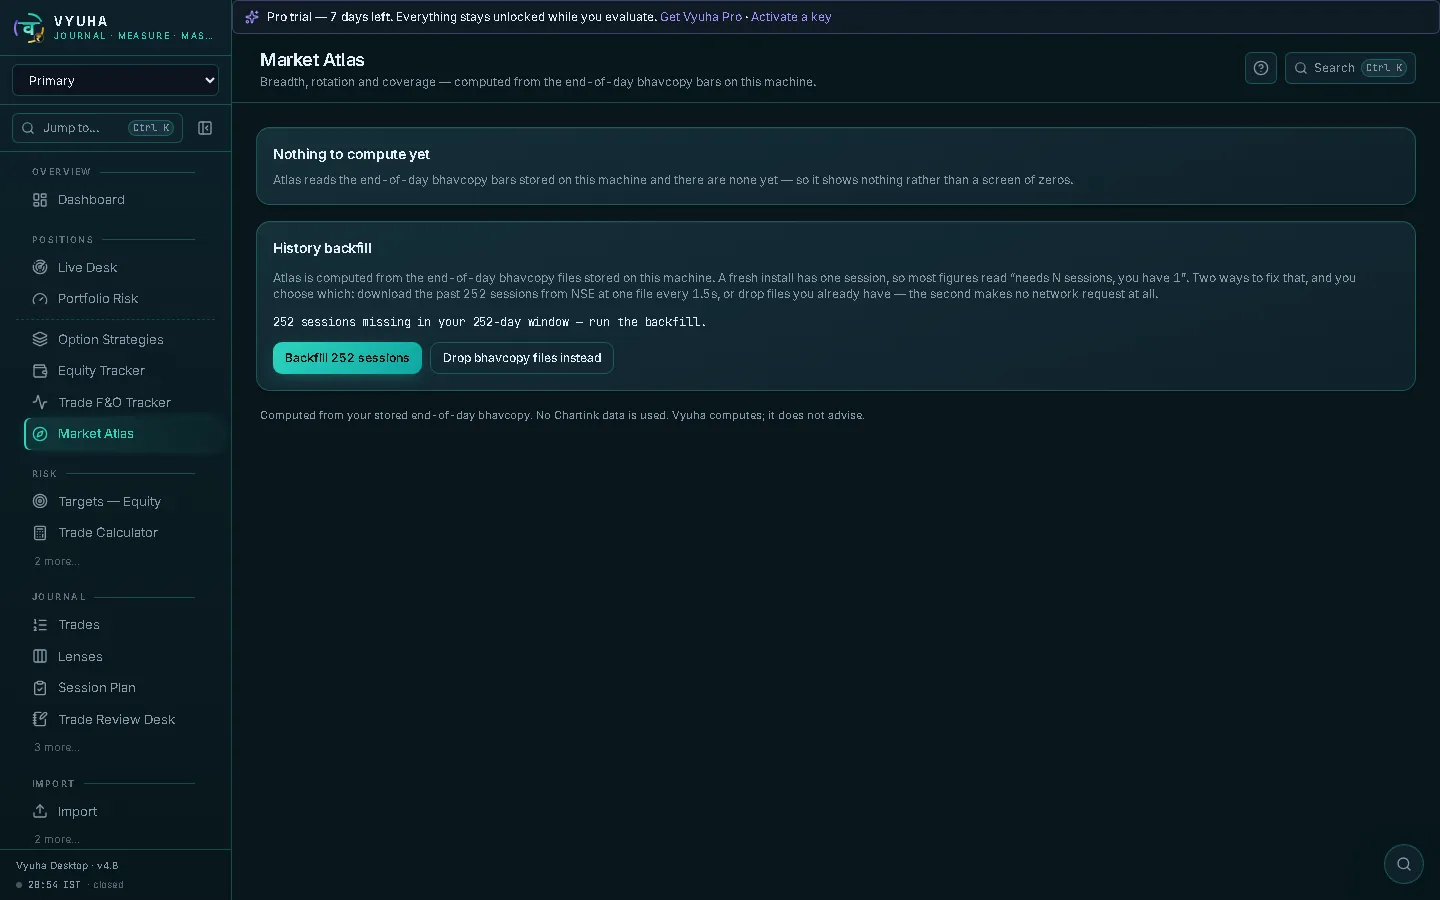 VYUHA
JOURNAL · MEASURE · MAS...
Primary
Jump to...
Ctrl K
OVERVIEW
Dashboard
POSITIONS
Live Desk
Portfolio Risk
Option Strategies
Equity Tracker
Trade F&O Tracker
Market Atlas
RISK
Targets — Equity
Trade Calculator
2 more...
JOURNAL
Trades
Lenses
Session Plan
Trade Review Desk
3 more...
IMPORT
Import
2 more...
Vyuha Desktop · v4.8
20:54 IST · closed
Pro trial — 7 days left. Everything stays unlocked while you evaluate. Get Vyuha Pro · Activate a key
Market Atlas
Breadth, rotation and coverage — computed from the end-of-day bhavcopy bars on this machine.
Search Ctrl K
Nothing to compute yet
Atlas reads the end-of-day bhavcopy bars stored on this machine and there are none yet — so it shows nothing rather than a screen of zeros.
History backfill
Atlas is computed from the end-of-day bhavcopy files stored on this machine. A fresh install has one session, so most figures read “needs N sessions, you have 1”. Two ways to fix that, and you
choose which: download the past 252 sessions from NSE at one file every 1.5s, or drop files you already have — the second makes no network request at all.
252 sessions missing in your 252-day window — run the backfill.
Backfill 252 sessions
Drop bhavcopy files instead
Computed from your stored end-of-day bhavcopy. No Chartink data is used. Vyuha computes; it does not advise.